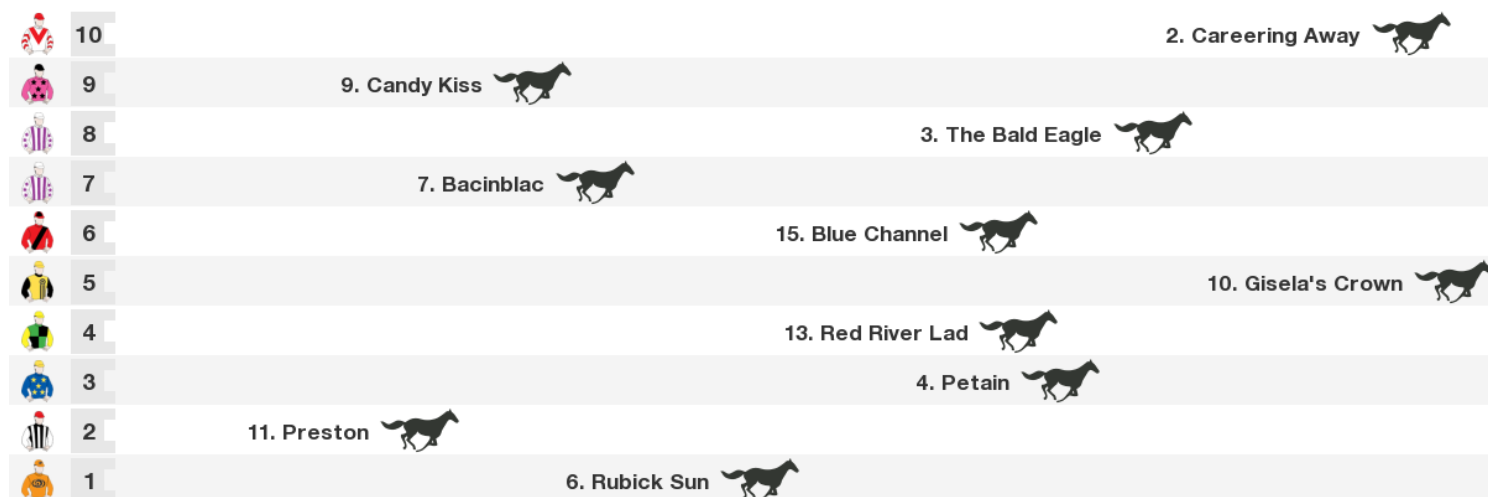 10 2. Careering Away
9 9. Candy Kiss
8 3. The Bald Eagle
7 7. Bacinblac
6 15. Blue Channel
5 10. Gisela's Crown
4 13. Red River Lad
3 4. Petain
2 11. Preston
1 6. Rubick Sun